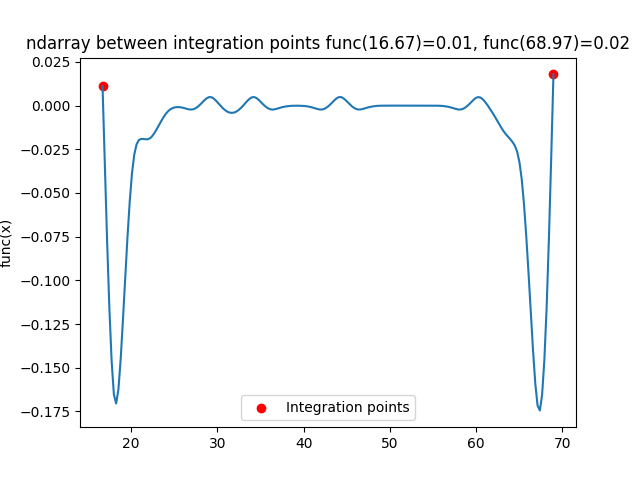 ndarray between integration points func(16.67)=0.01, func(68.97)=0.02
0.025
0.000
−0.025
−0.050
−0.075
−0.100
−0.125
−0.150
−0.175
func(x)
Integration points
20 30 40 50 60 70